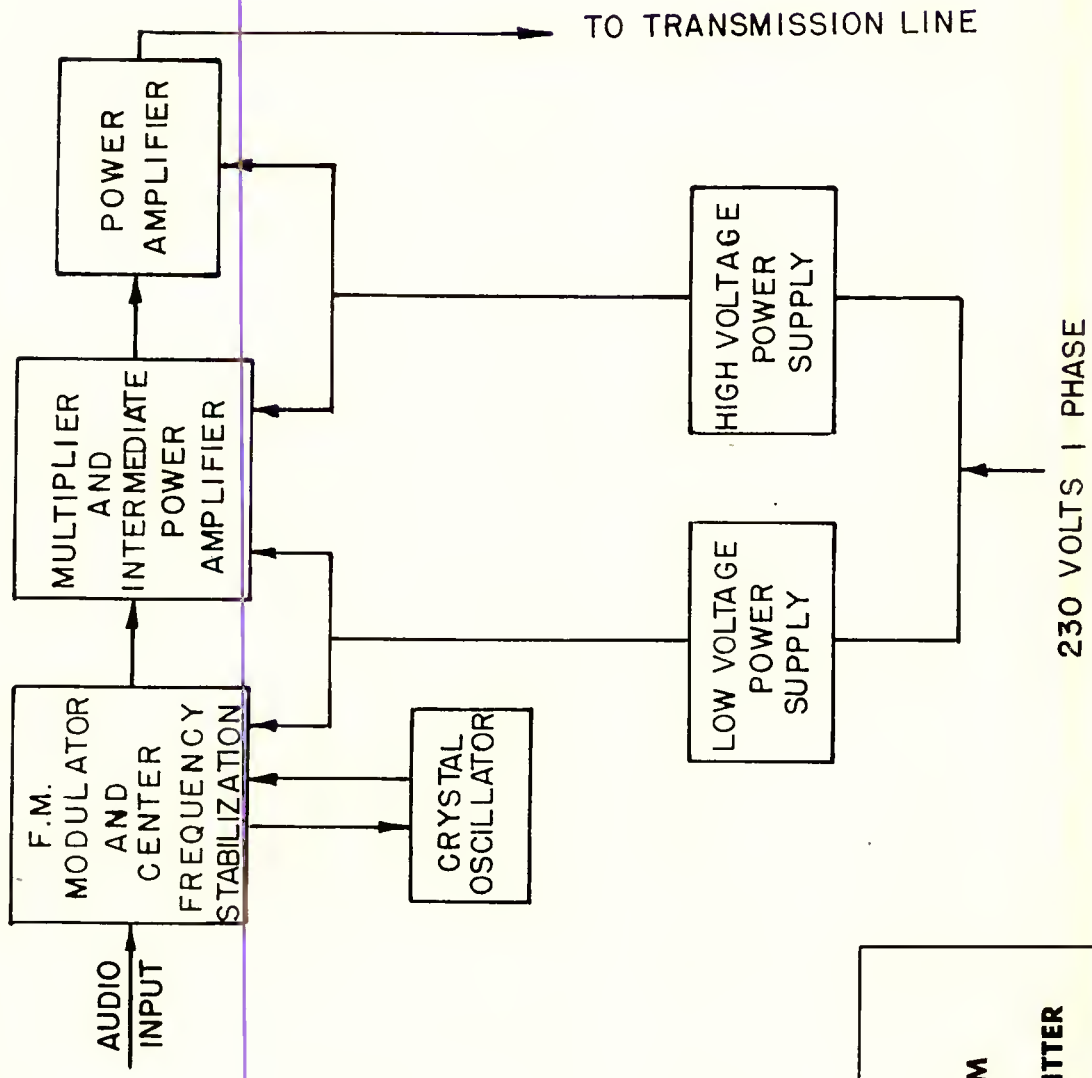 AUDIO
INPUT
F.M.
MODULATOR
AND
CENTER
FREQUENCY
STABILIZATION
CRYSTAL
OSCILLATOR
MULTIPLIER
AND
INTERMEDIATE
POWER
AMPLIFIER
POWER
AMPLIFIER
TO TRANSMISSION LINE
LOW VOLTAGE
POWER
SUPPLY
HIGH VOLTAGE
POWER
SUPPLY
230 VOLTS 1 PHASE